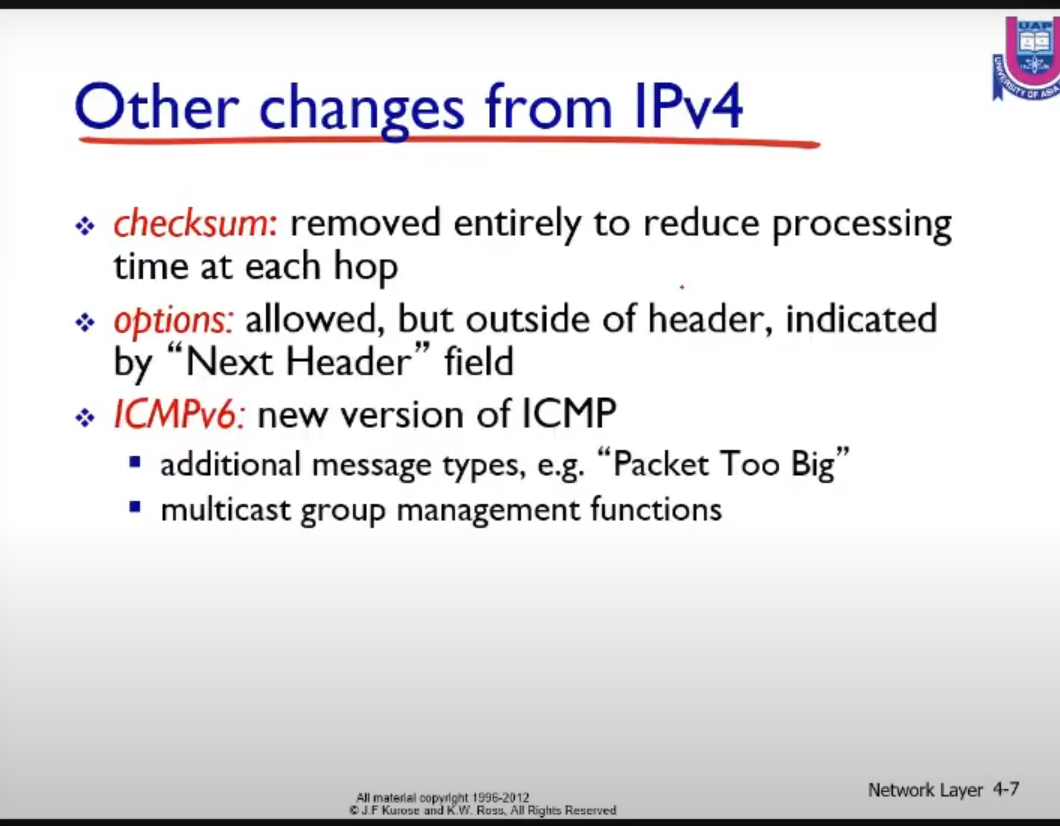 UAP
UNIVERSITY OF ASIA
Other changes from IPv4
❖ checksum: removed entirely to reduce processing
time at each hop
❖ options: allowed, but outside of header, indicated
by “Next Header” field
❖ ICMPv6: new version of ICMP
▪ additional message types, e.g. “Packet Too Big”
▪ multicast group management functions
All material copyright 1996-2012
© J.F Kurose and K.W. Ross, All Rights Reserved
Network Layer 4-7